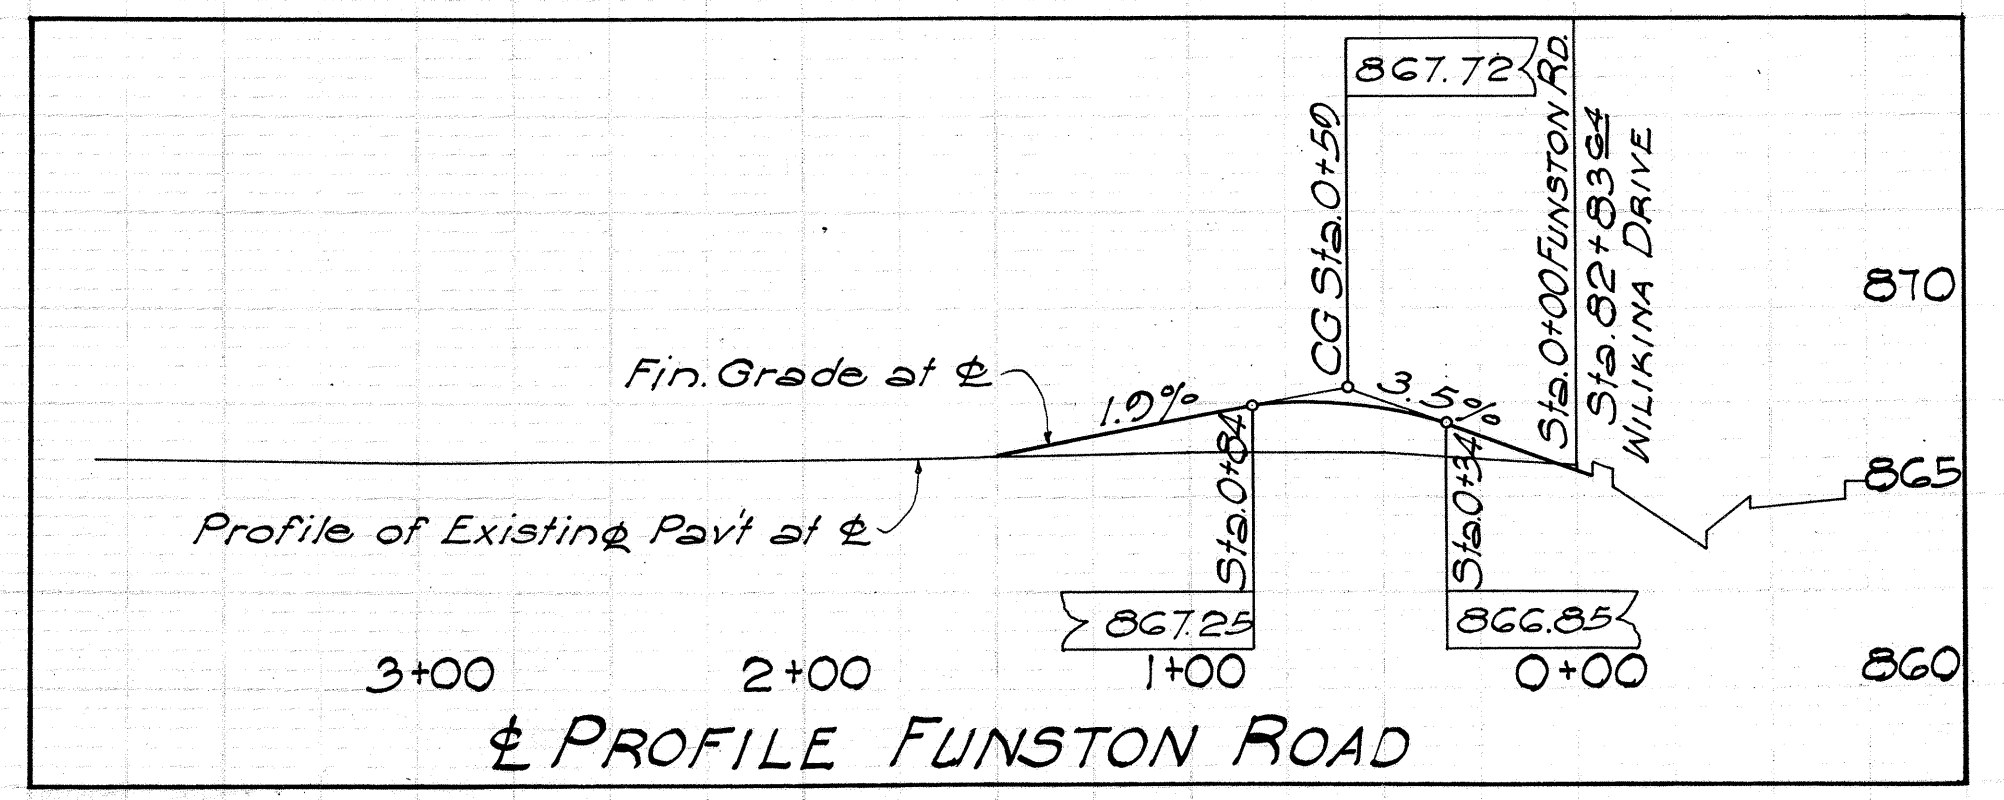 867.72
CG Sta. 0+59
Sta. 0+00 FUNSTON RD.
Sta. 82+83 64
WILIKINA DRIVE
870
Fin. Grade at ℄
1.9%
3.5%
865
Profile of Existing Pav't at ℄
Sta. 0+84
Sta. 0+34
867.25
866.85
860
3+00 2+00 1+00 0+00
℄ PROFILE FUNSTON ROAD